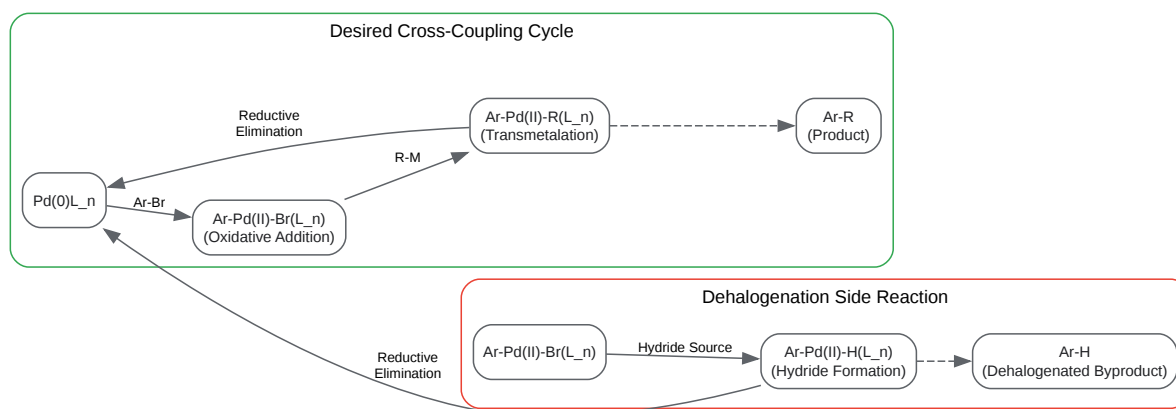 Desired Cross-Coupling Cycle
Reductive
Elimination
Ar-Pd(II)-R(L_n)
(Transmetalation)
Ar-R
(Product)
R-M
Pd(0)L_n
Ar-Br
Ar-Pd(II)-Br(L_n)
(Oxidative Addition)
Dehalogenation Side Reaction
Ar-Pd(II)-Br(L_n)
Hydride Source
Ar-Pd(II)-H(L_n)
(Hydride Formation)
Ar-H
(Dehalogenated Byproduct)
Reductive
Elimination